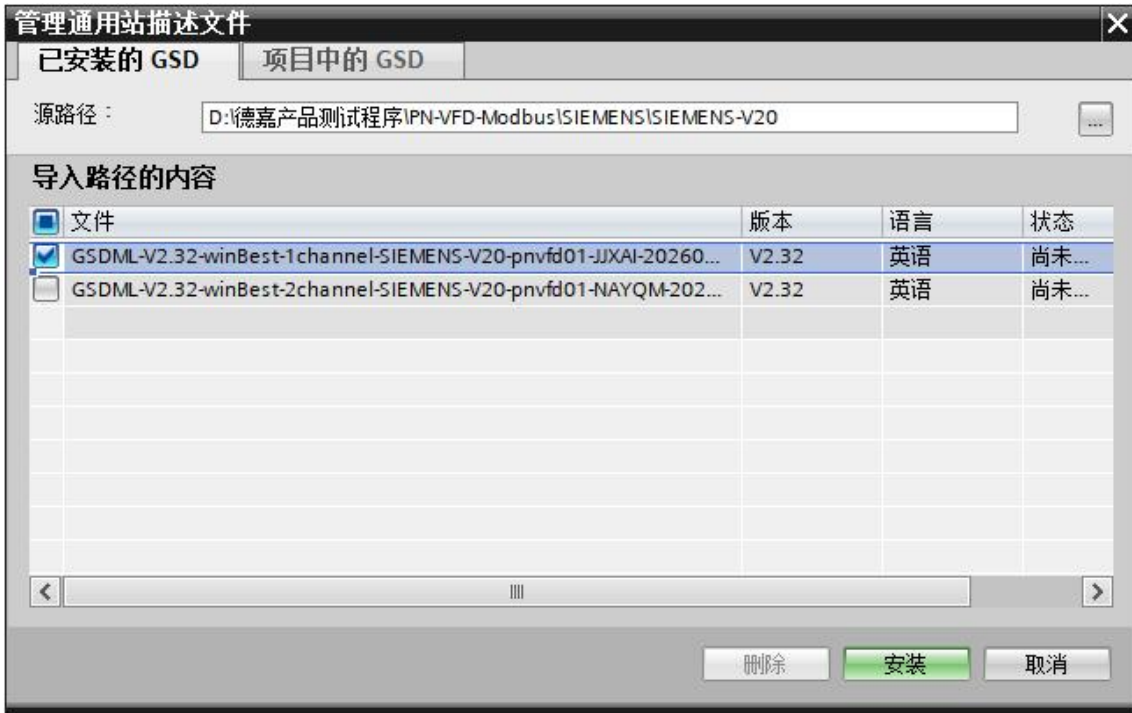 管理通用站描述文件
已安装的 GSD 项目中的 GSD
源路径： D:\德嘉产品测试程序\PN-VFD-Modbus\SIEMENS\SIEMENS-V20 ...
导入路径的内容
文件 版本 语言 状态
GSDML-V2.32-winBest-1channel-SIEMENS-V20-pnvfd01-JJXAI-20260... V2.32 英语 尚未...
GSDML-V2.32-winBest-2channel-SIEMENS-V20-pnvfd01-NAYQM-202... V2.32 英语 尚未...
删除 安装 取消